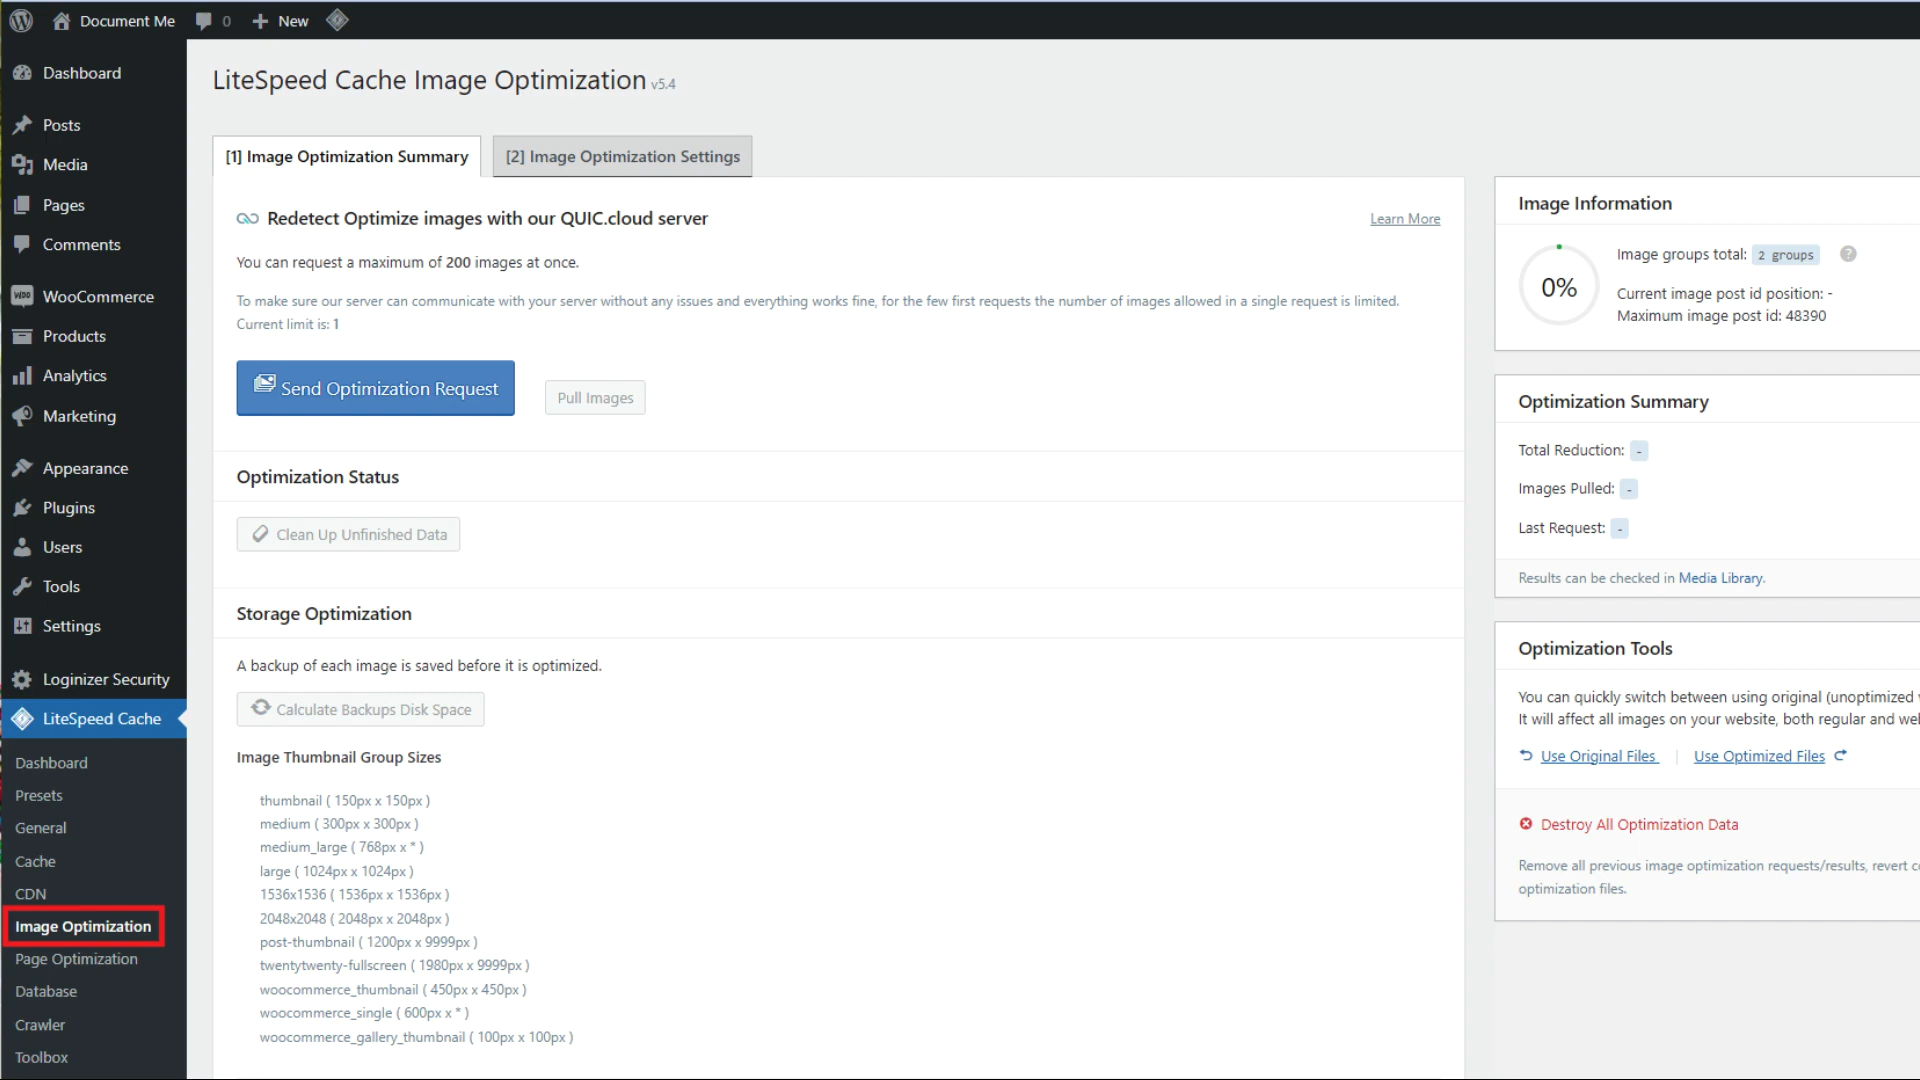 Document Me
0
New
Dashboard
Posts
Media
Pages
Comments
WooCommerce
Products
Analytics
Marketing
Appearance
Plugins
Users
Tools
Settings
Loginizer Security
LiteSpeed Cache
Dashboard
Presets
General
Cache
CDN
Image Optimization
Page Optimization
Database
Crawler
Toolbox
LiteSpeed Cache Image Optimization v5.4
[1] Image Optimization Summary
[2] Image Optimization Settings
Redetect Optimize images with our QUIC.cloud server
Learn More
You can request a maximum of 200 images at once.
To make sure our server can communicate with your server without any issues and everything works fine, for the few first requests the number of images allowed in a single request is limited.
Current limit is: 1
Send Optimization Request
Pull Images
Optimization Status
Clean Up Unfinished Data
Storage Optimization
A backup of each image is saved before it is optimized.
Calculate Backups Disk Space
Image Thumbnail Group Sizes
thumbnail ( 150px x 150px )
medium ( 300px x 300px )
medium_large ( 768px x * )
large ( 1024px x 1024px )
1536x1536 ( 1536px x 1536px )
2048x2048 ( 2048px x 2048px )
post-thumbnail ( 1200px x 9999px )
twentytwenty-fullscreen ( 1980px x 9999px )
woocommerce_thumbnail ( 450px x 450px )
woocommerce_single ( 600px x * )
woocommerce_gallery_thumbnail ( 100px x 100px )
Image Information
0%
Image groups total: 2 groups ?
Current image post id position: -
Maximum image post id: 48390
Optimization Summary
Total Reduction: -
Images Pulled: -
Last Request: -
Results can be checked in Media Library.
Optimization Tools
You can quickly switch between using original (unoptimized
It will affect all images on your website, both regular and
Use Original Files | Use Optimized Files
Destroy All Optimization Data
Remove all previous image optimization requests/results, revert
optimization files.